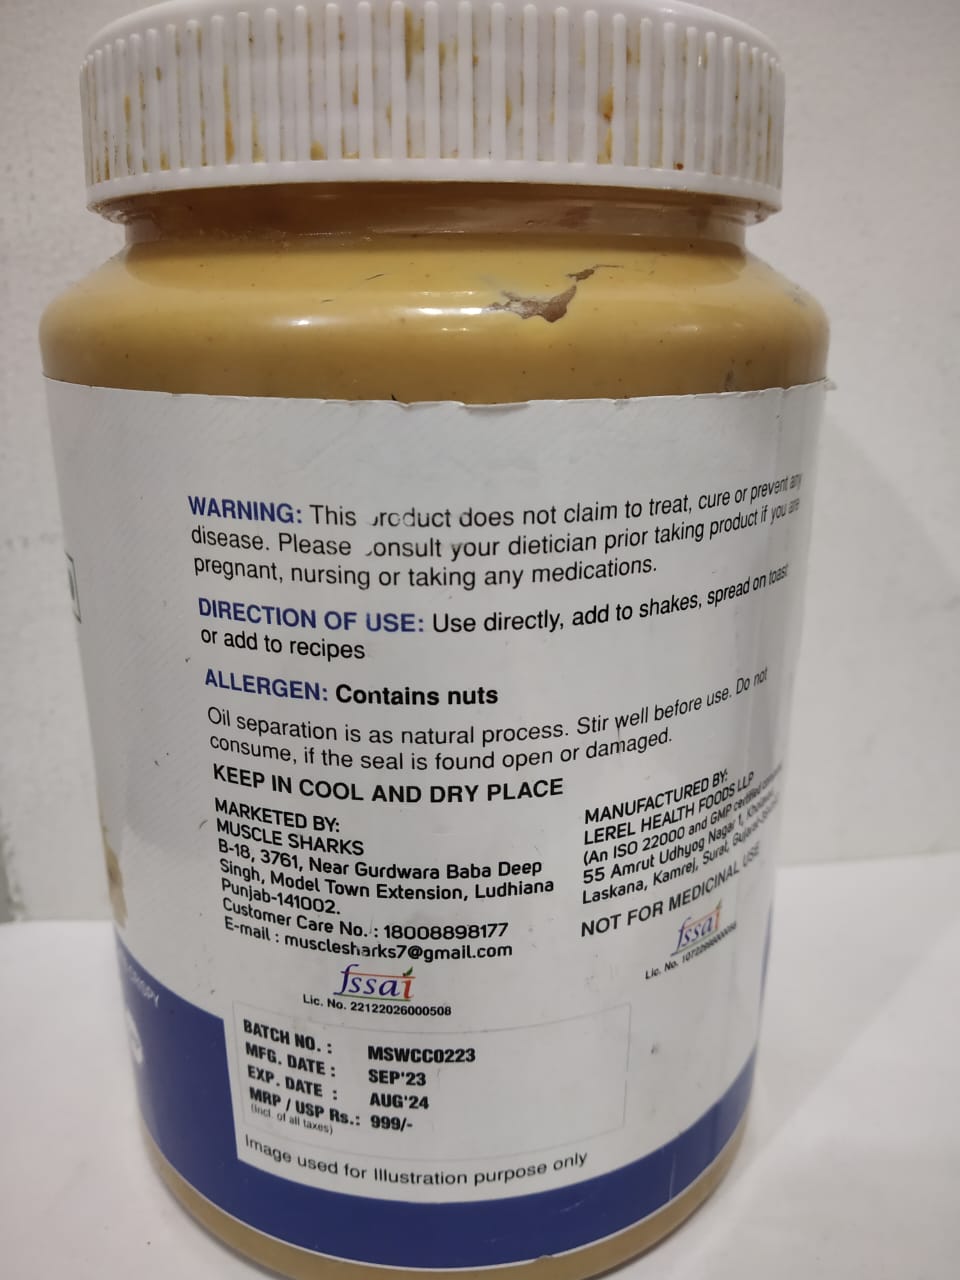 WARNING: This product does not claim to treat, cure or prevent any
disease. Please consult your dietician prior taking product if you are
pregnant, nursing or taking any medications.
DIRECTION OF USE: Use directly, add to shakes, spread on toast
or add to recipes
ALLERGEN: Contains nuts
Oil separation is as natural process. Stir well before use. Do not
consume, if the seal is found open or damaged.
KEEP IN COOL AND DRY PLACE
MARKETED BY:
MUSCLE SHARKS
B-18, 3761, Near Gurdwara Baba Deep
Singh, Model Town Extension, Ludhiana
Punjab-141002.
Customer Care No. : 18008898177
E-mail : musclesharks7@gmail.com
fssai
Lic. No. 22122026000508
MANUFACTURED BY:
LEREL HEALTH FOODS LLP
(An ISO 22000 and GMP certified
55 Amrut Udhyog Nagar 1,
Laskana, Kamrej, Surat,
NOT FOR MEDICINAL USE
fssai
Lic. No.
BATCH NO. : MSWCC0223
MFG. DATE : SEP'23
EXP. DATE : AUG'24
MRP / USP Rs.: 999/-
(Incl. of all taxes)
Image used for Illustration purpose only